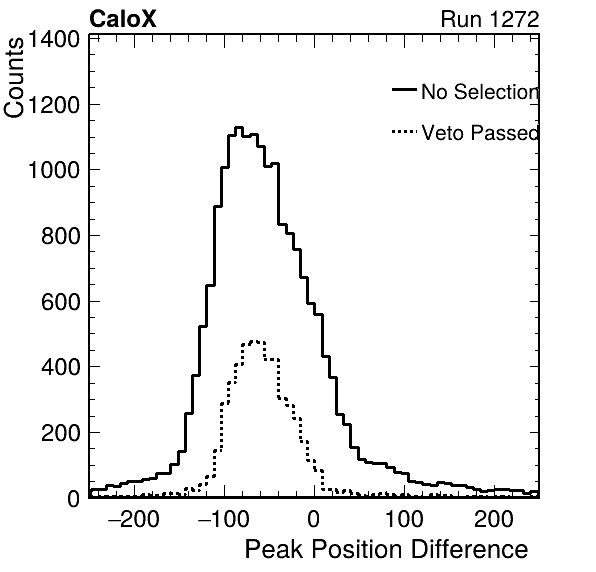 CaloX Run 1272
Counts
1400
1200
1000
800
600
400
200
0
No Selection
Veto Passed
−200 −100 0 100 200
Peak Position Difference